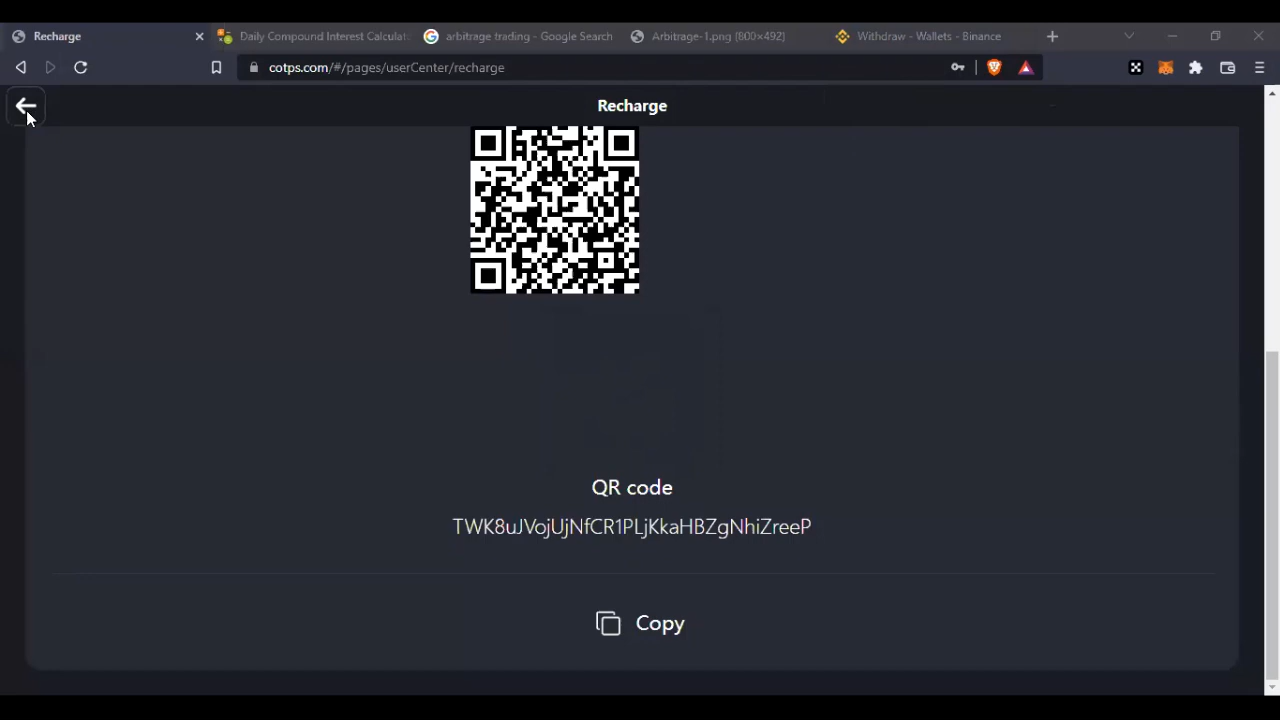 Recharge
Daily Compound Interest Calculat
arbitrage trading - Google Search
Arbitrage-1.png (800×492)
Withdraw - Wallets - Binance
cotps.com/#/pages/userCenter/recharge
Recharge
QR code
TWK8uJVojUjNfCR1PLjKkaHBZgNhiZreeP
Copy